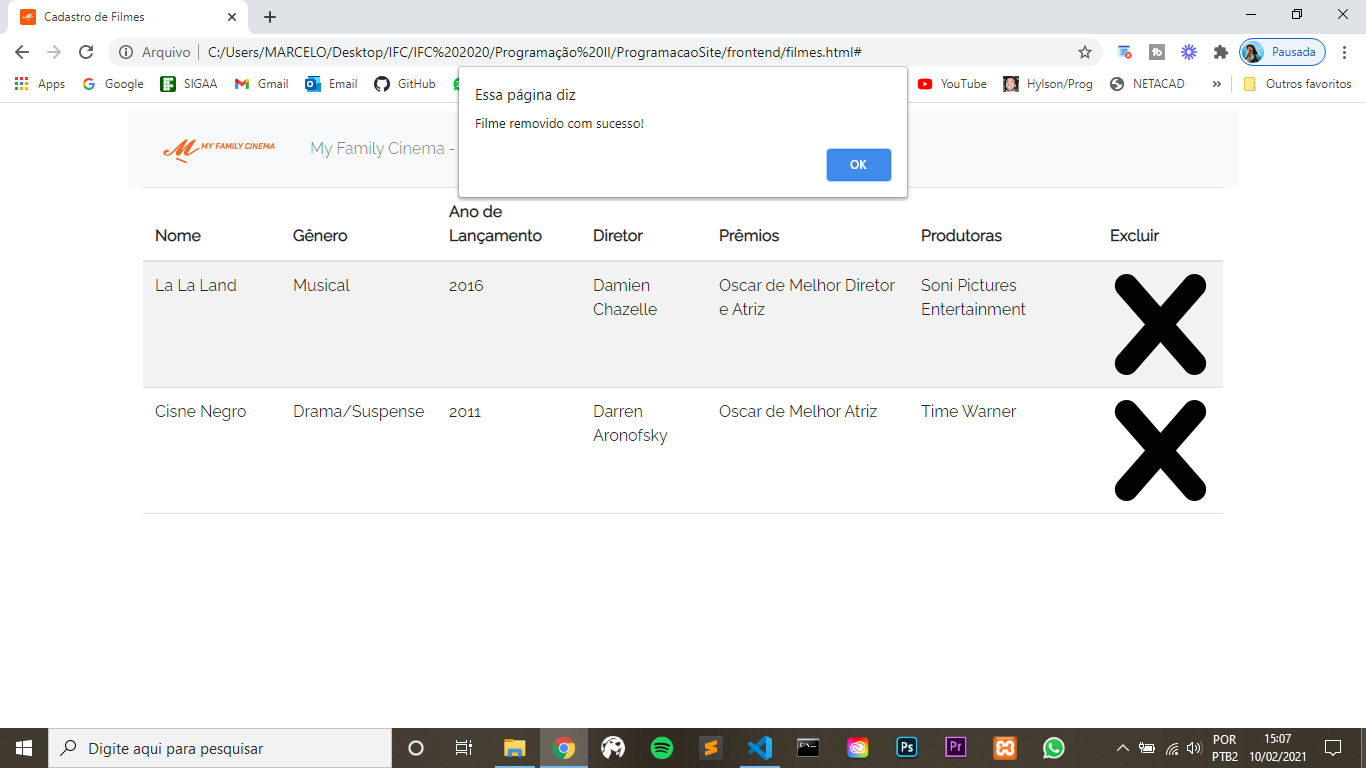 Cadastro de Filmes
Arquivo
C:/Users/MARCELO/Desktop/IFC/IFC%202020/Programação%20II/ProgramacaoSite/frontend/filmes.html#
Pausada
Apps
Google
SIGAA
Gmail
Email
GitHub
YouTube
Hylson/Prog
NETACAD
»
Outros favoritos
Essa página diz
Filme removido com sucesso!
OK
MY FAMILY CINEMA
My Family Cinema -
Nome
Gênero
Ano de
Lançamento
Diretor
Prêmios
Produtoras
Excluir
La La Land
Musical
2016
Damien
Chazelle
Oscar de Melhor Diretor
e Atriz
Soni Pictures
Entertainment
Cisne Negro
Drama/Suspense
2011
Darren
Aronofsky
Oscar de Melhor Atriz
Time Warner
Digite aqui para pesquisar
Ps
Pr
POR
PTB2
15:07
10/02/2021